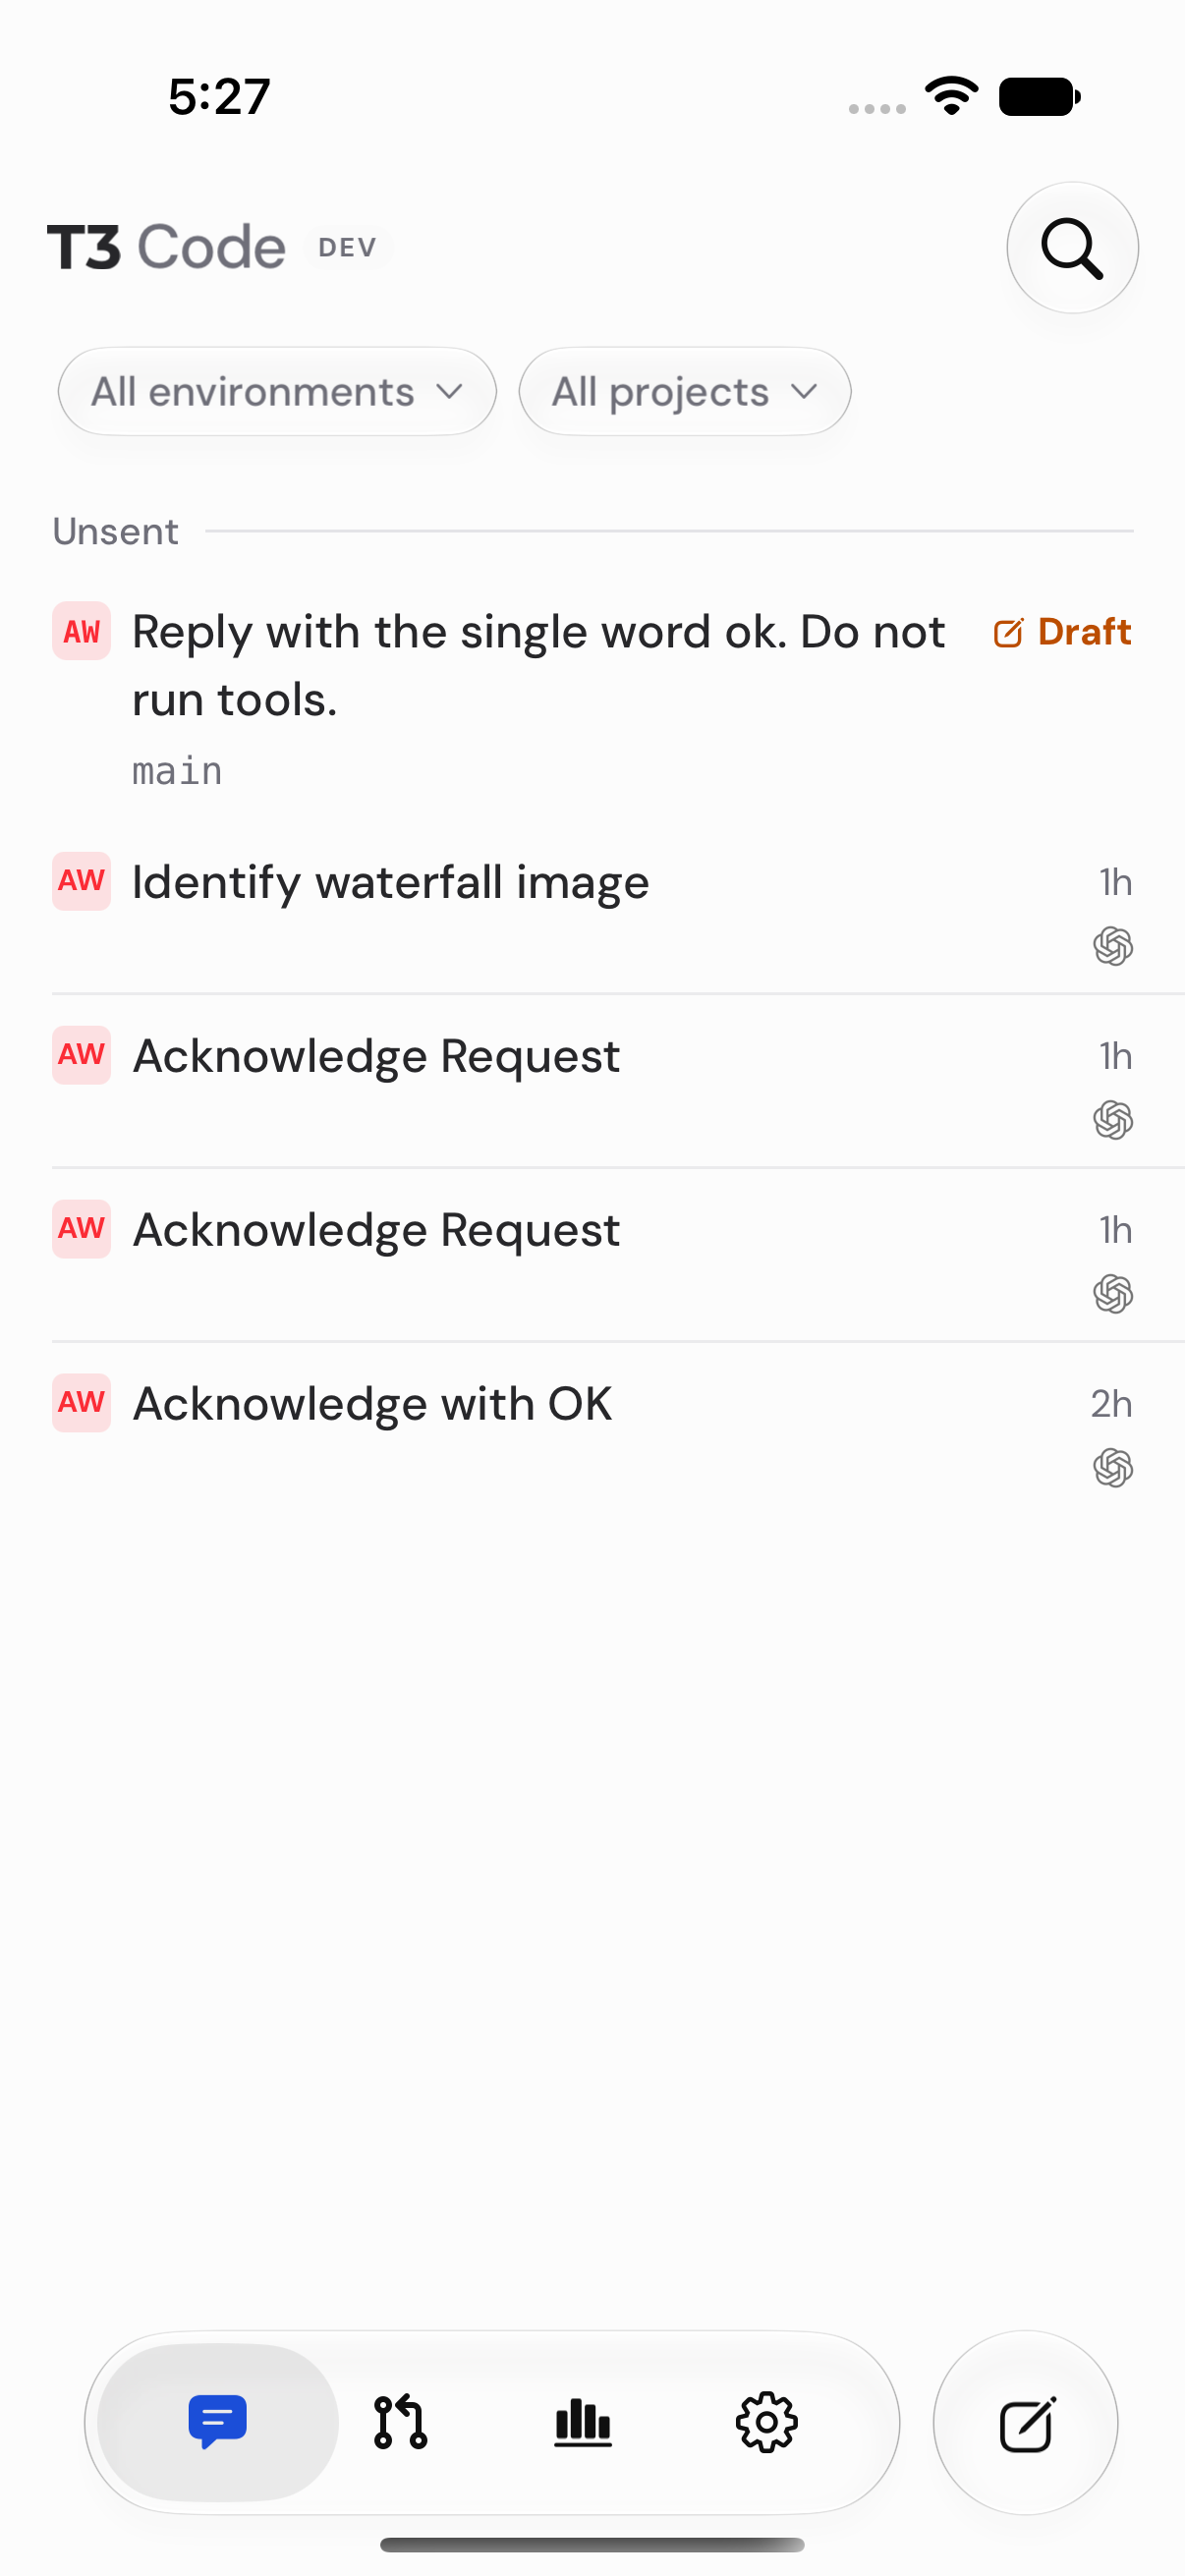 5:27
T3 Code DEV
All environments
All projects
Unsent
AW Reply with the single word ok. Do not Draft
run tools.
main
AW Identify waterfall image 1h
AW Acknowledge Request 1h
AW Acknowledge Request 1h
AW Acknowledge with OK 2h